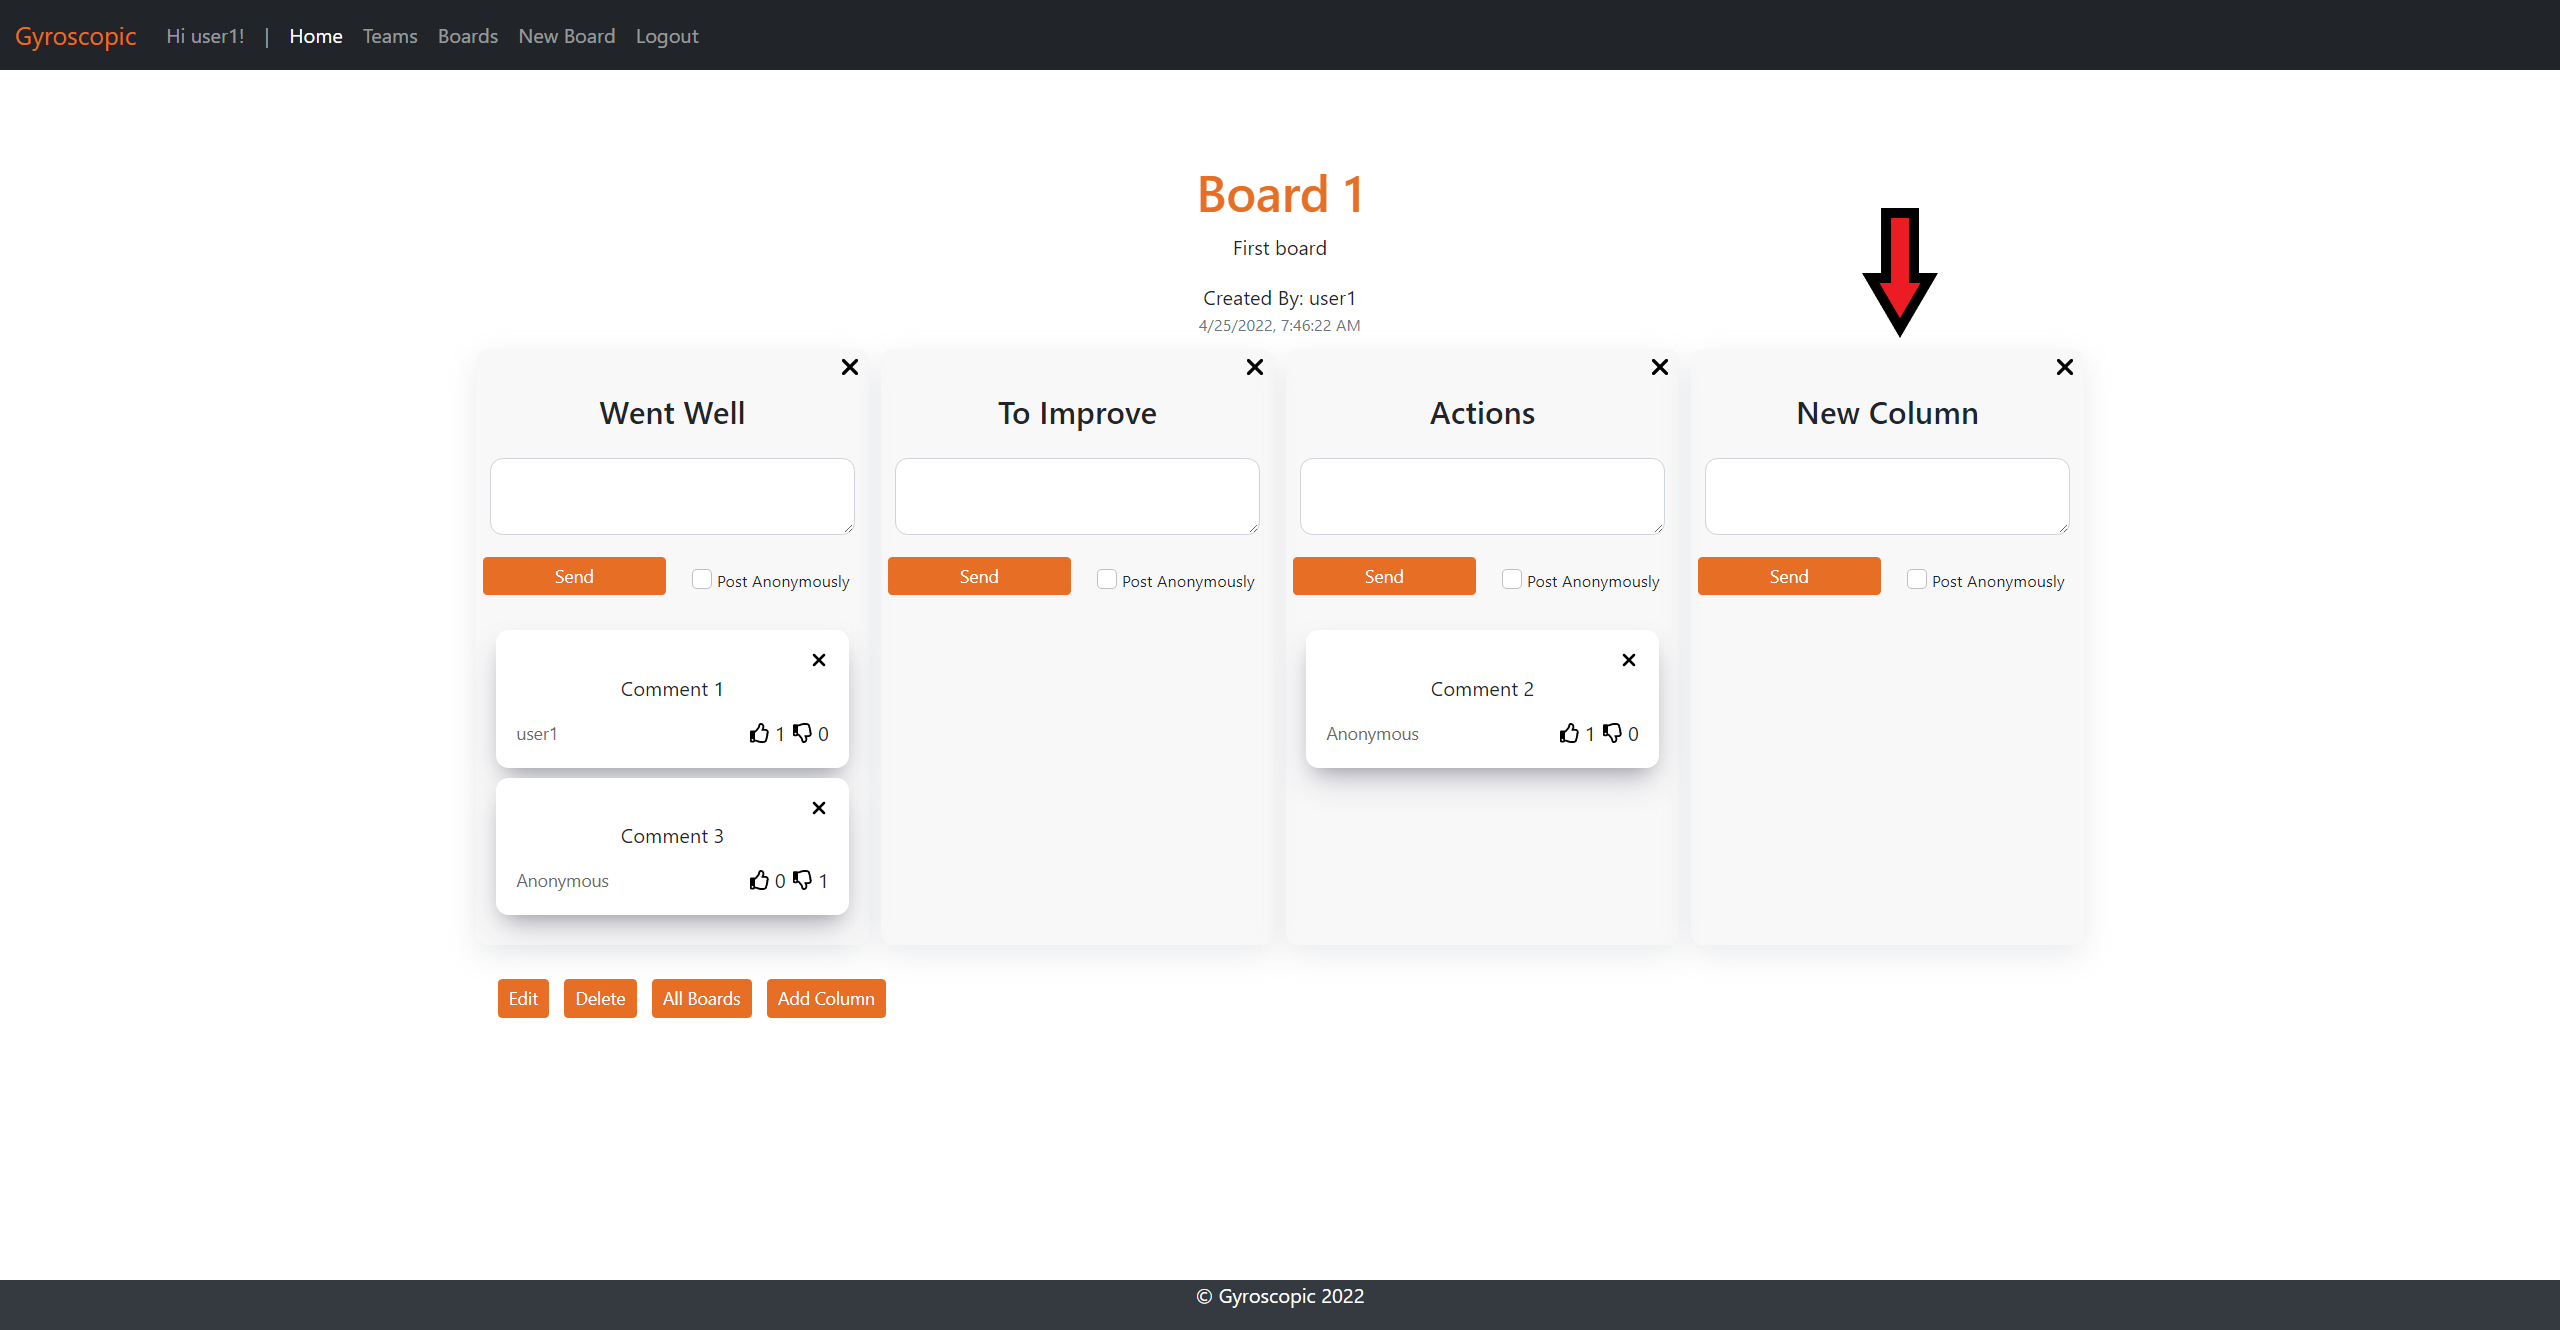 Gyroscopic Hi user1! | Home Teams Boards New Board Logout
Board 1
First board
Created By: user1
4/25/2022, 7:46:22 AM
Went Well
Send Post Anonymously
Comment 1
user1 1 0
Comment 3
Anonymous 0 1
To Improve
Send Post Anonymously
Actions
Send Post Anonymously
Comment 2
Anonymous 1 0
New Column
Send Post Anonymously
Edit Delete All Boards Add Column
© Gyroscopic 2022